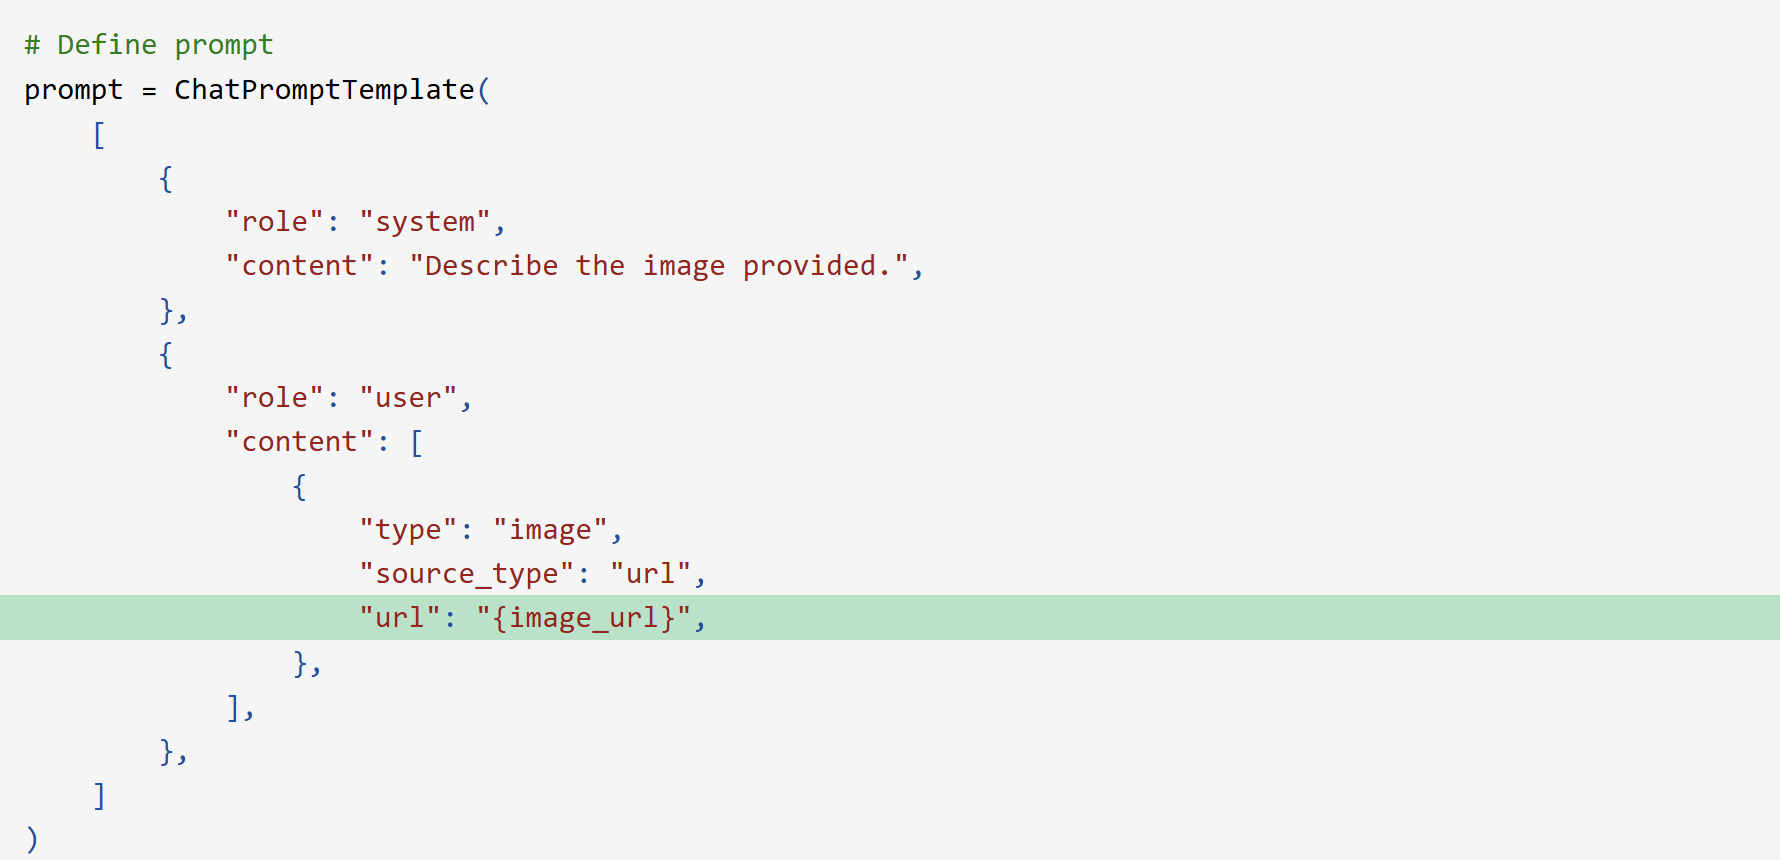 # Define prompt
prompt = ChatPromptTemplate(
    [
        {
            "role": "system",
            "content": "Describe the image provided.",
        },
        {
            "role": "user",
            "content": [
                {
                    "type": "image",
                    "source_type": "url",
                    "url": "{image_url}",
                },
            ],
        },
    ]
)